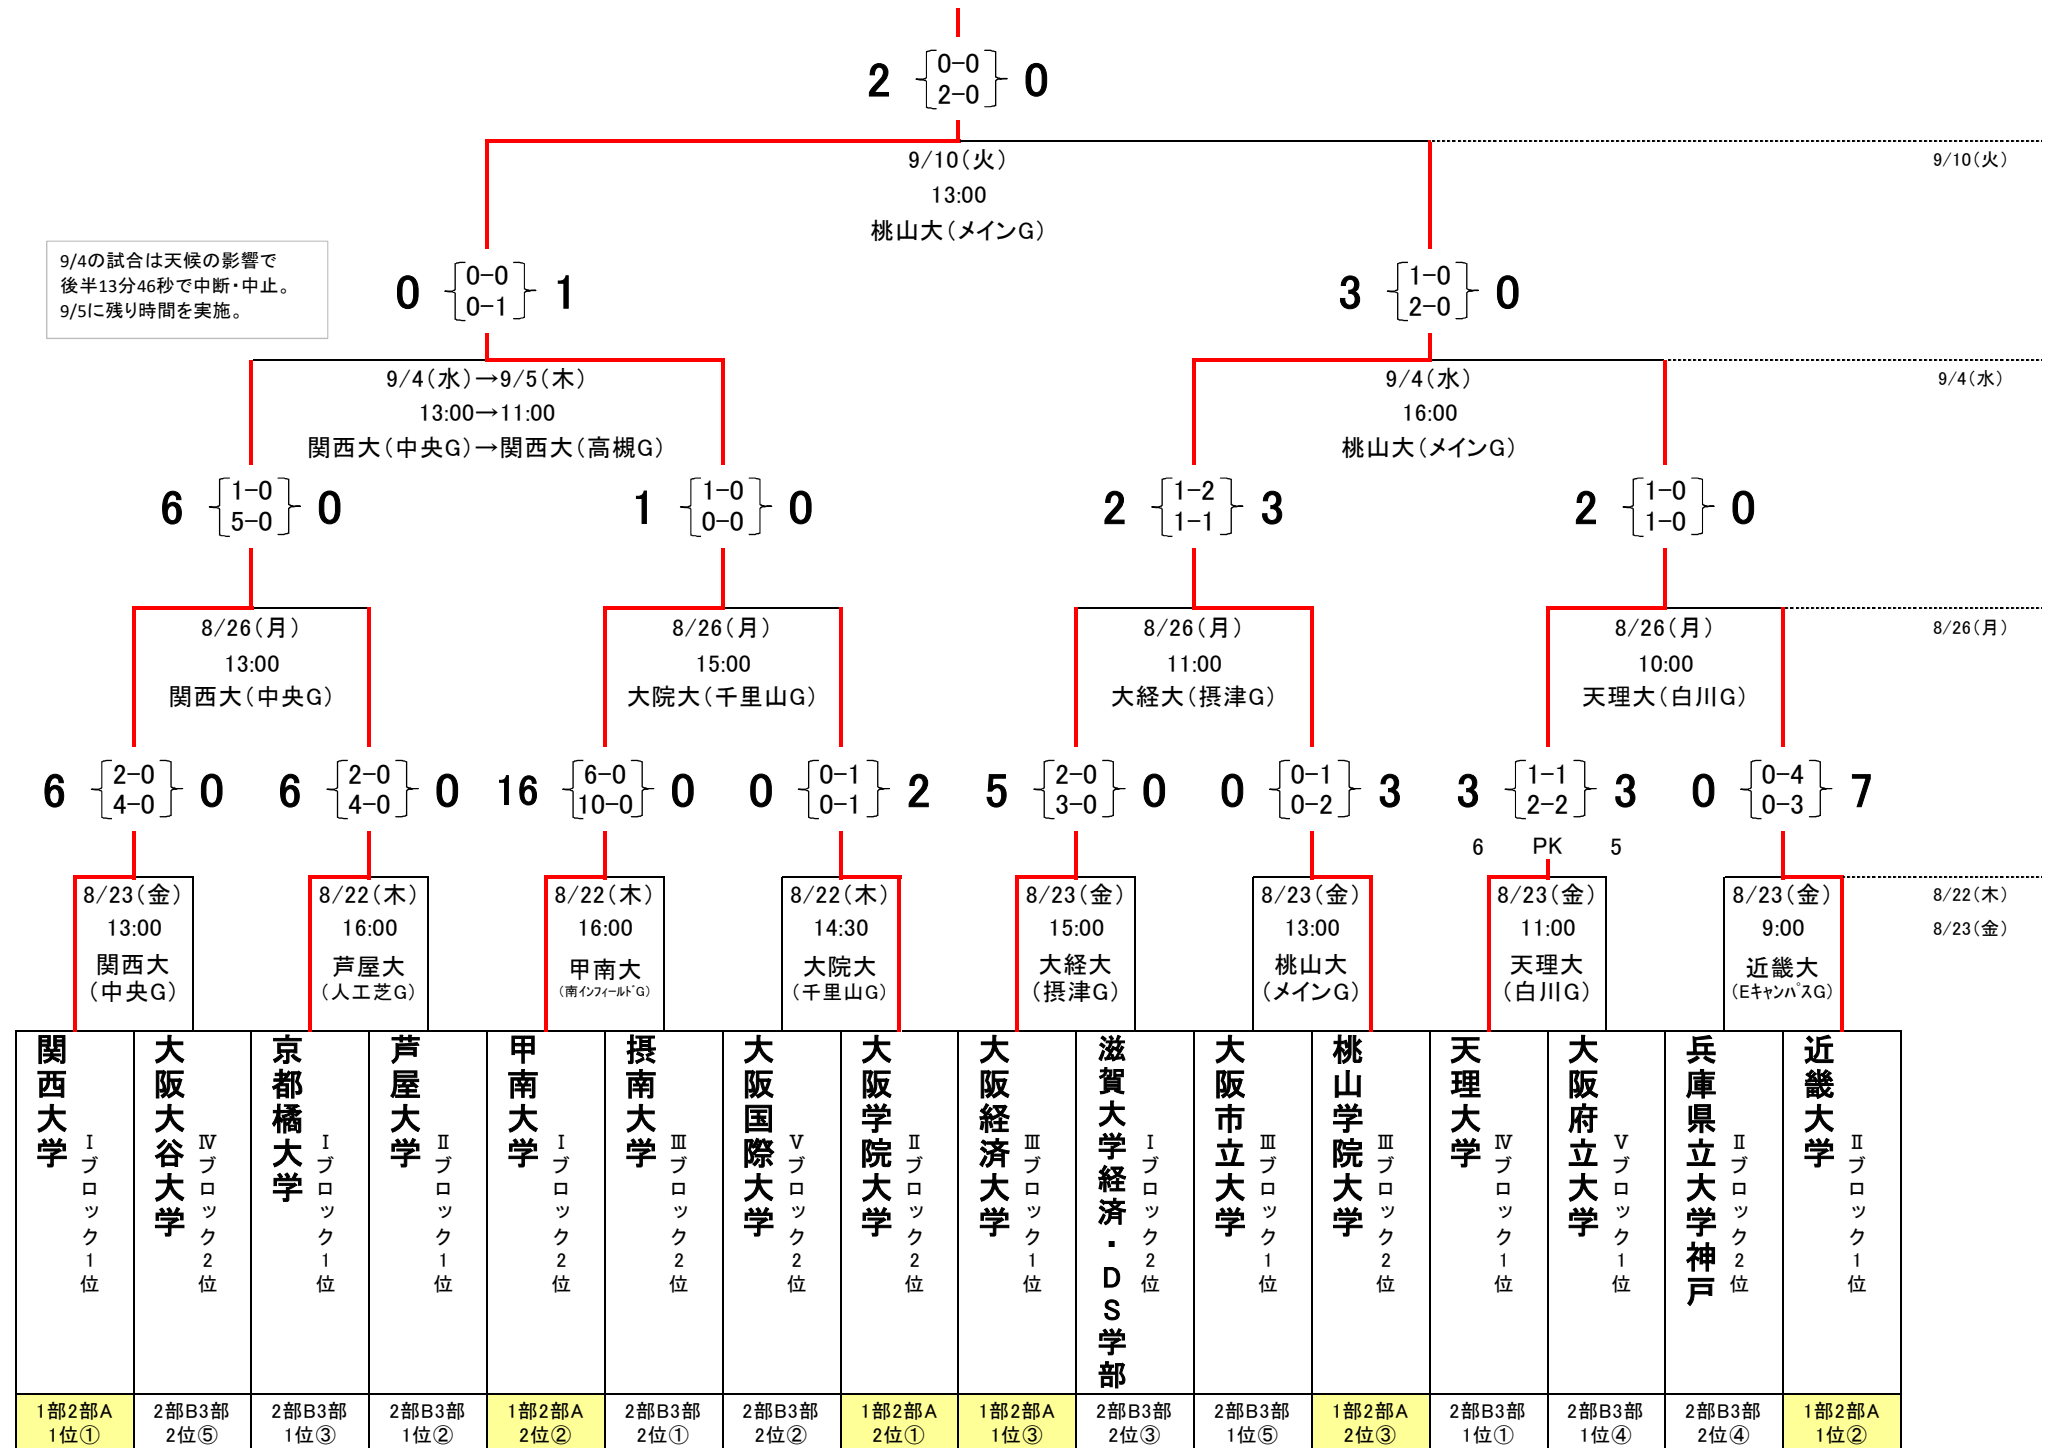 2 0-0 0
2-0
9/10(火)
9/10(火)
13:00
桃山大(メインG)
9/4の試合は天候の影響で
後半13分46秒で中断・中止。
9/5に残り時間を実施。
0 0-0 1
0-1
3 1-0 0
2-0
9/4(水)→9/5(木)
13:00→11:00
関西大(中央G)→関西大(高槻G)
9/4(水)
16:00
桃山大(メインG)
9/4(水)
6 1-0 0
5-0
1 1-0 0
0-0
2 1-2 3
1-1
2 1-0 0
1-0
8/26(月)
13:00
関西大(中央G)
8/26(月)
15:00
大院大(千里山G)
8/26(月)
11:00
大経大(摂津G)
8/26(月)
10:00
天理大(白川G)
8/26(月)
6 2-0 0
4-0
6 2-0 0
4-0
16 6-0 0
10-0
0 0-1 2
0-1
5 2-0 0
3-0
0 0-1 3
0-2
3 1-1 3
2-2
6 PK 5
0 0-4 7
0-3
8/23(金)
13:00
関西大
(中央G)
8/22(木)
16:00
芦屋大
(人工芝G)
8/22(木)
16:00
甲南大
(南インフィールドG)
8/22(木)
14:30
大院大
(千里山G)
8/23(金)
15:00
大経大
(摂津G)
8/23(金)
13:00
桃山大
(メインG)
8/23(金)
11:00
天理大
(白川G)
8/23(金)
9:00
近畿大
(EキャンパスG)
8/22(木)
8/23(金)
関西大学
Ⅰブロック1位
大阪大谷大学
Ⅳブロック2位
京都橘大学
Ⅰブロック1位
芦屋大学
Ⅱブロック1位
甲南大学
Ⅰブロック2位
摂南大学
Ⅲブロック2位
大阪国際大学
Ⅴブロック2位
大阪学院大学
Ⅱブロック2位
大阪経済大学
Ⅲブロック1位
滋賀大学経済・DS学部
Ⅰブロック2位
大阪市立大学
Ⅲブロック1位
桃山学院大学
Ⅲブロック2位
天理大学
Ⅳブロック1位
大阪府立大学
Ⅴブロック1位
兵庫県立大学神戸
Ⅱブロック2位
近畿大学
Ⅱブロック1位
1部2部A
1位①
2部B3部
2位⑤
2部B3部
1位③
2部B3部
1位②
1部2部A
2位②
2部B3部
2位①
2部B3部
2位②
1部2部A
2位①
1部2部A
1位③
2部B3部
2位③
2部B3部
1位⑤
1部2部A
2位③
2部B3部
1位①
2部B3部
1位④
2部B3部
2位④
1部2部A
1位②